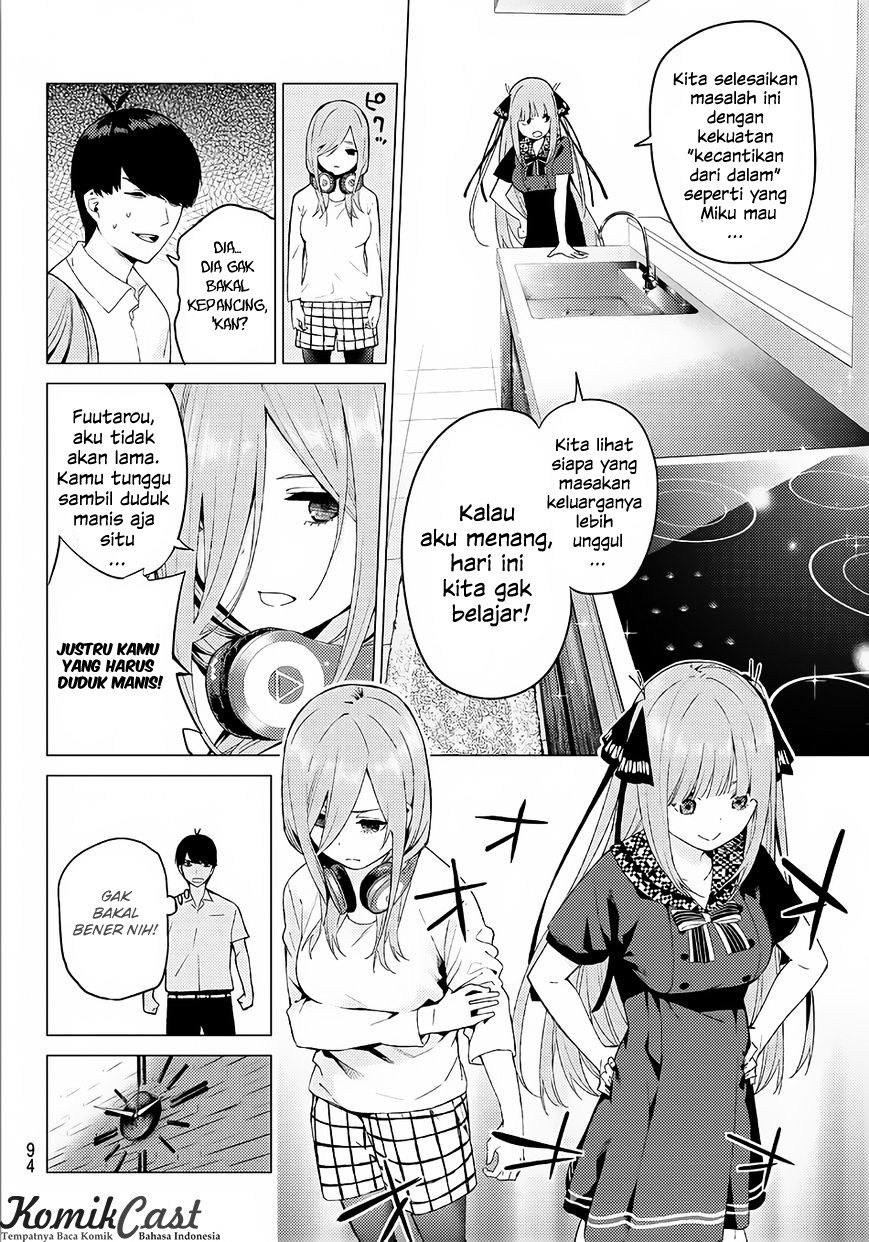 Kita selesaikan
masalah ini
dengan
kekuatan
"kecantikan
dari dalam"
seperti yang
Miku mau
...
DIA...
DIA GAK
BAKAL
KEPANCING,
'KAN?
Kita lihat
siapa yang
masakan
keluarganya
lebih
unggul
...
Kalau
aku menang,
hari ini
kita gak
belajar!
Fuutarou,
aku tidak
akan lama.
Kamu tunggu
sambil duduk
manis aja
situ
...
JUSTRU KAMU
YANG HARUS
DUDUK MANIS!
GAK
BAKAL
BENER NIH!
94
KomikCast
Tempatnya Baca Komik Bahasa Indonesia